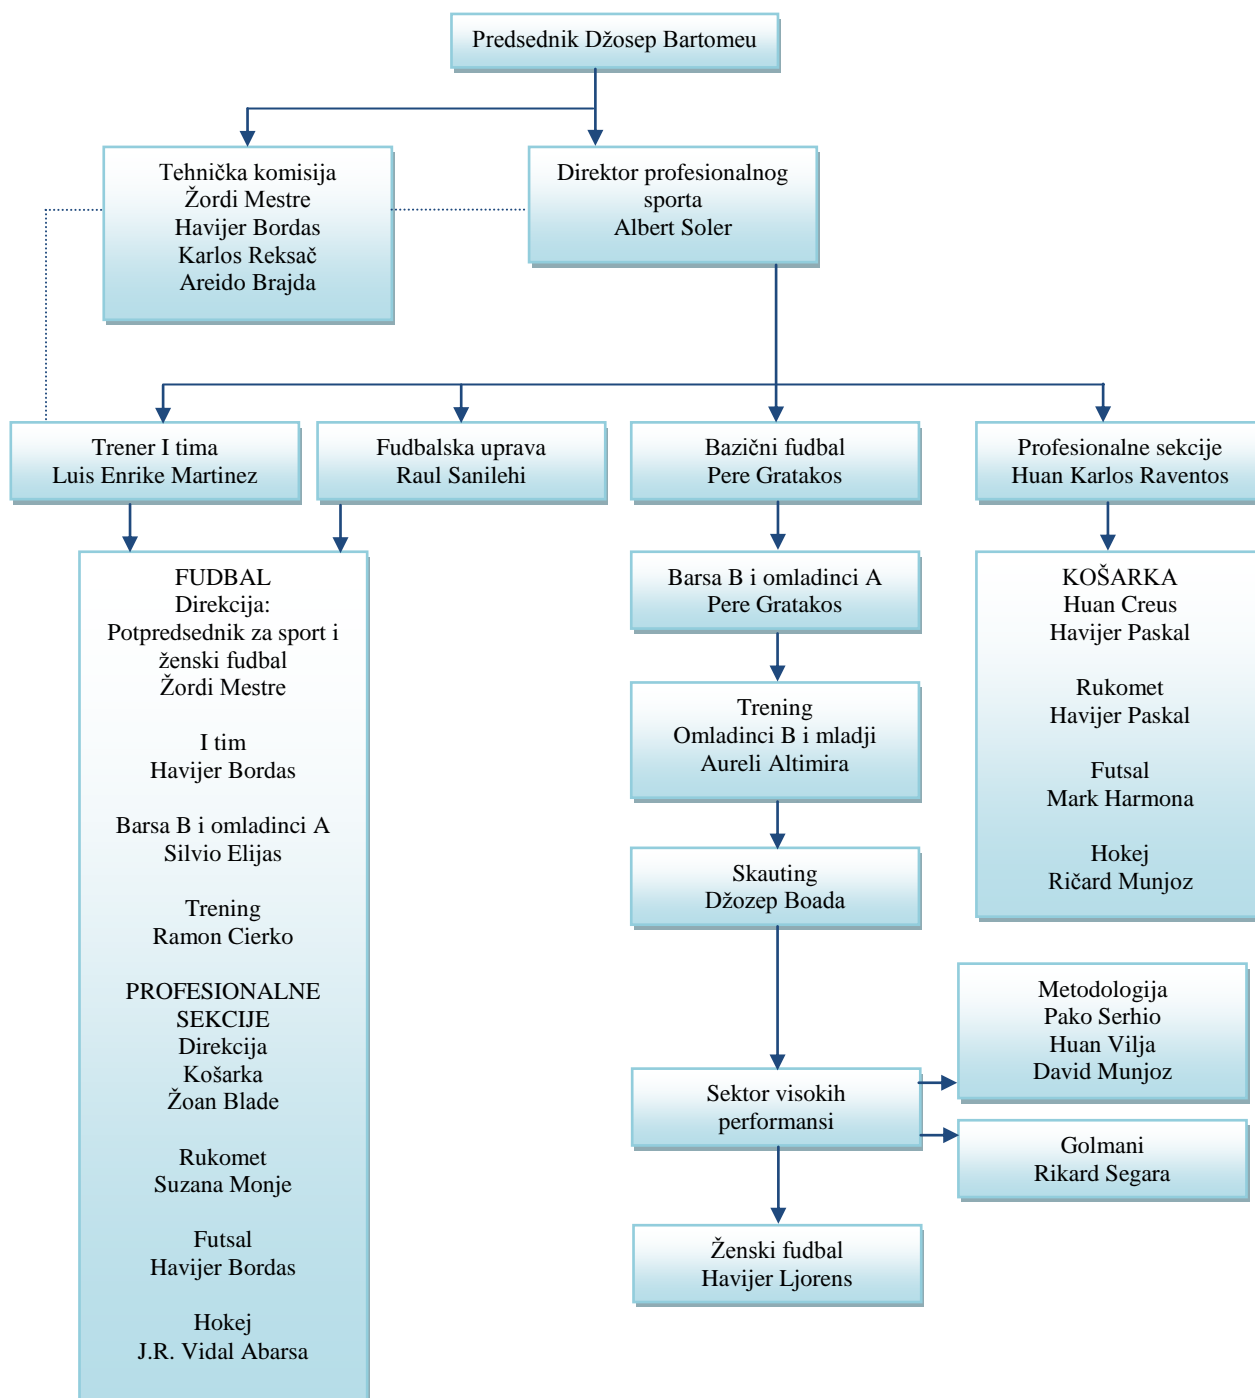 Predsednik Džosep Bartomeu
Tehnička komisija
Žordi Mestre
Havijer Bordas
Karlos Reksač
Areido Brajda
Direktor profesionalnog
sporta
Albert Soler
Trener I tima
Luis Enrike Martinez
Fudbalska uprava
Raul Sanilehi
Bazični fudbal
Pere Gratakos
Profesionalne sekcije
Huan Karlos Raventos
FUDBAL
Direkcija:
Potpredsednik za sport i
ženski fudbal
Žordi Mestre
I tim
Havijer Bordas
Barsa B i omladinci A
Silvio Elijas
Trening
Ramon Cierko
PROFESIONALNE
SEKCIJE
Direkcija
Košarka
Žoan Blade
Rukomet
Suzana Monje
Futsal
Havijer Bordas
Hokej
J.R. Vidal Abarsa
Barsa B i omladinci A
Pere Gratakos
Trening
Omladinci B i mladji
Aureli Altimira
Skauting
Džozep Boada
Sektor visokih
performansi
Ženski fudbal
Havijer Ljorens
KOŠARKA
Huan Creus
Havijer Paskal
Rukomet
Havijer Paskal
Futsal
Mark Harmona
Hokej
Ričard Munjoz
Metodologija
Pako Serhio
Huan Vilja
David Munjoz
Golmani
Rikard Segara